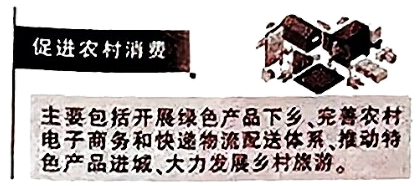 促进农村消费
主要包括开展绿色产品下乡、完善农村
电子商务和快递物流配送体系、推动特
色产品进城、大力发展乡村旅游。